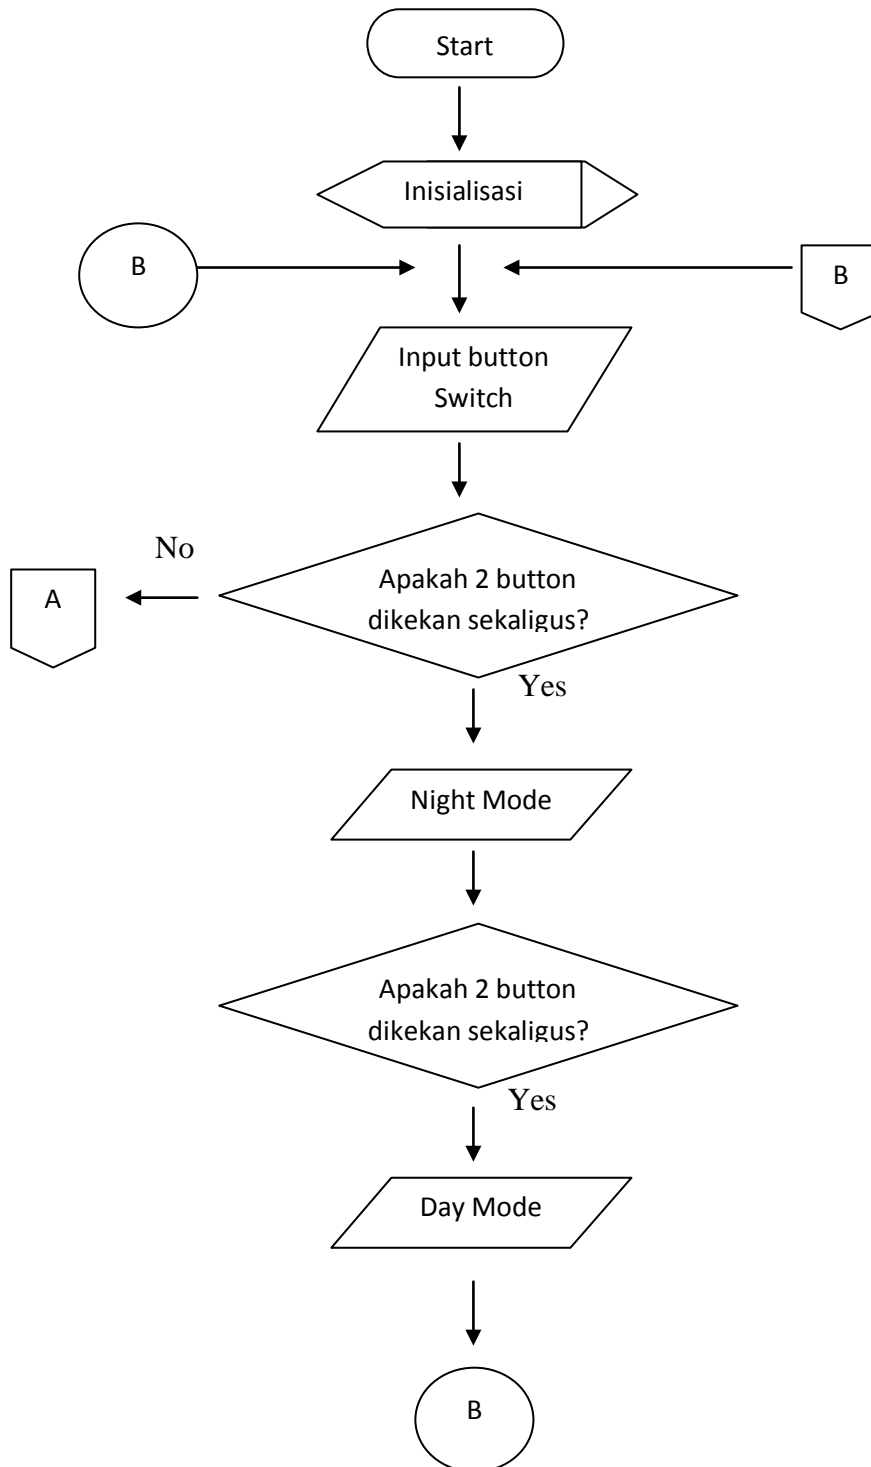 Start
Inisialisasi
B
B
Input button
Switch
No
Apakah 2 button
dikekan sekaligus?
A
Yes
Night Mode
Apakah 2 button
dikekan sekaligus?
Yes
Day Mode
B